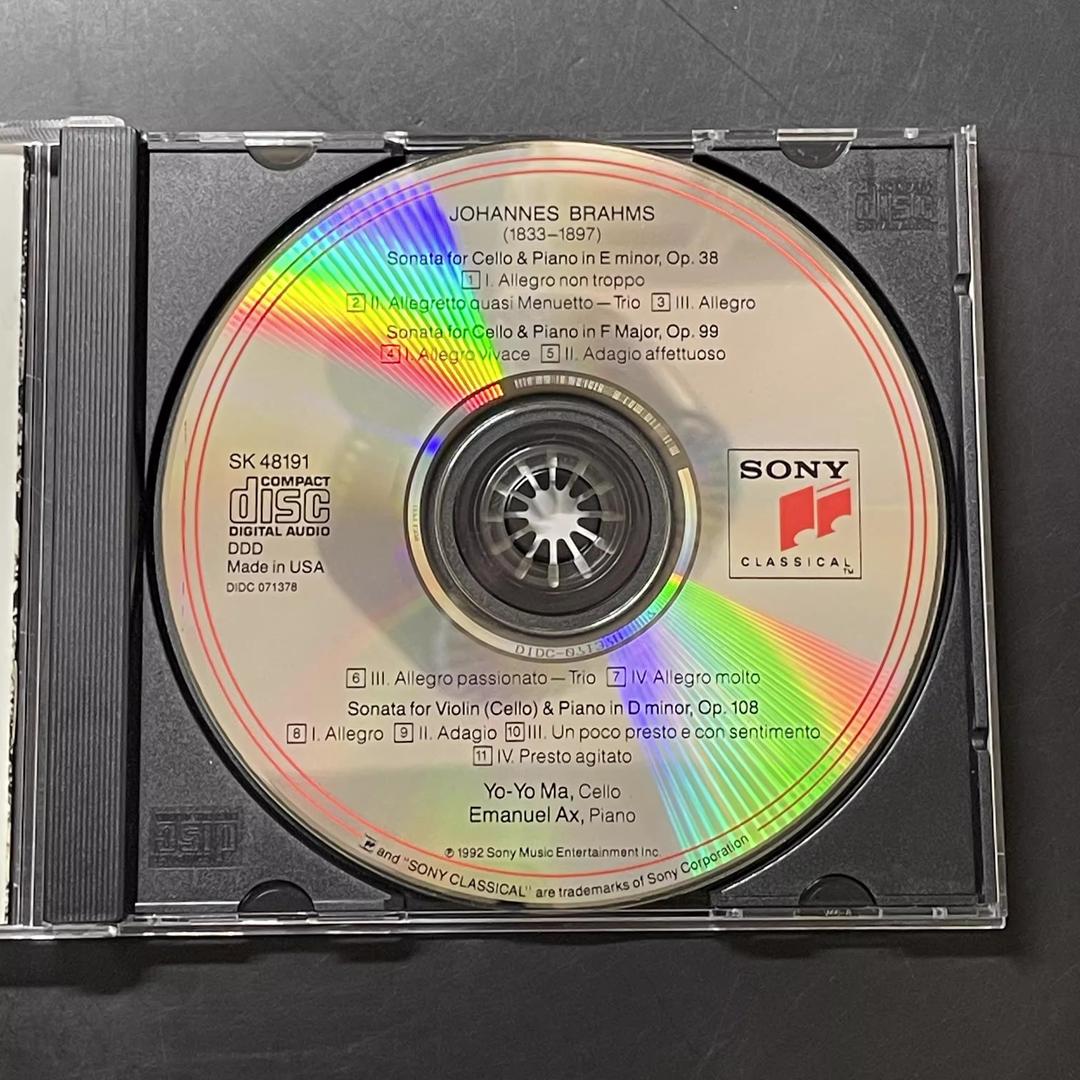 JOHANNES BRAHMS
(1833–1897)
Sonata for Cello & Piano in E minor, Op. 38
1 I. Allegro non troppo
2 II. Allegretto quasi Menuetto — Trio 3 III. Allegro
Sonata for Cello & Piano in F Major, Op. 99
4 I. Allegro vivace 5 II. Adagio affettuoso
SK 48191
COMPACT
disc
DIGITAL AUDIO
DDD
Made in USA
DIDC 071378
SONY
CLASSICAL™
6 III. Allegro passionato — Trio 7 IV. Allegro molto
Sonata for Violin (Cello) & Piano in D minor, Op. 108
8 I. Allegro 9 II. Adagio 10 III. Un poco presto e con sentimento
11 IV. Presto agitato
Yo-Yo Ma, Cello
Emanuel Ax, Piano
℗ 1992 Sony Music Entertainment Inc.
and "SONY CLASSICAL" are trademarks of Sony Corporation
disc
disc